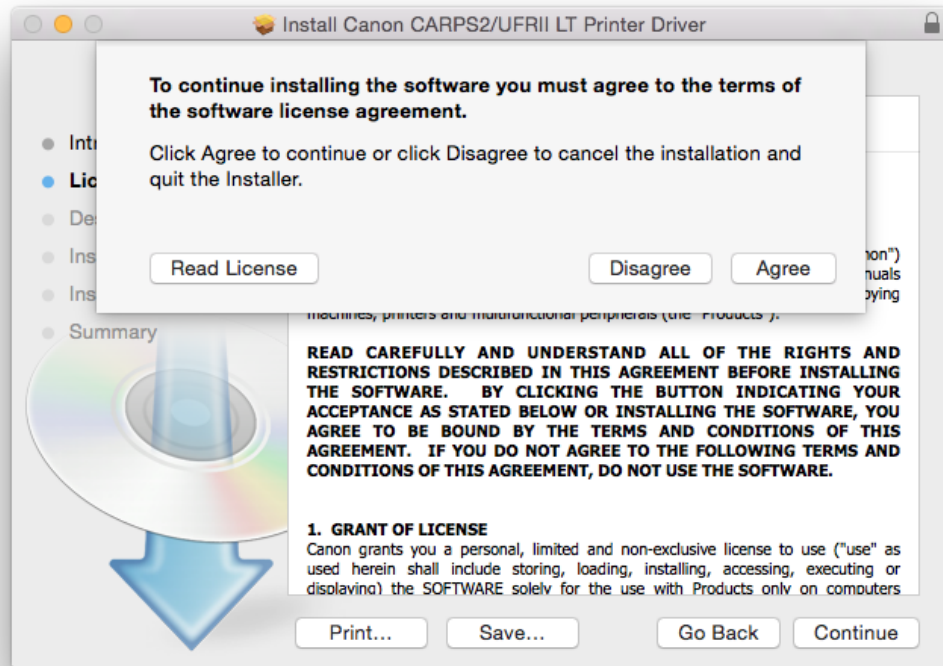 Install Canon CARPS2/UFRII LT Printer Driver
To continue installing the software you must agree to the terms of
the software license agreement.
Click Agree to continue or click Disagree to cancel the installation and
quit the Installer.
Read License
Disagree
Agree
Summary
machines, printers and multifunctional peripherals (the "Products").
READ CAREFULLY AND UNDERSTAND ALL OF THE RIGHTS AND
RESTRICTIONS DESCRIBED IN THIS AGREEMENT BEFORE INSTALLING
THE SOFTWARE. BY CLICKING THE BUTTON INDICATING YOUR
ACCEPTANCE AS STATED BELOW OR INSTALLING THE SOFTWARE, YOU
AGREE TO BE BOUND BY THE TERMS AND CONDITIONS OF THIS
AGREEMENT. IF YOU DO NOT AGREE TO THE FOLLOWING TERMS AND
CONDITIONS OF THIS AGREEMENT, DO NOT USE THE SOFTWARE.
1. GRANT OF LICENSE
Canon grants you a personal, limited and non-exclusive license to use ("use" as
used herein shall include storing, loading, installing, accessing, executing or
displaying) the SOFTWARE solely for the use with Products only on computers
Print...
Save...
Go Back
Continue